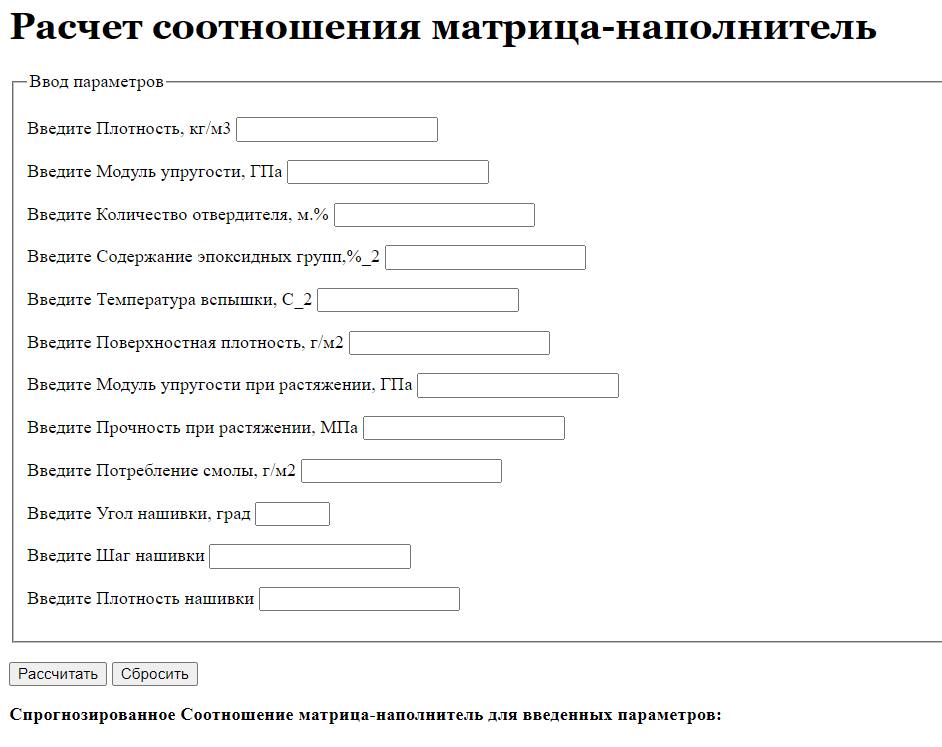 Расчет соотношения матрица-наполнитель
Ввод параметров
Введите Плотность, кг/м3
Введите Модуль упругости, ГПа
Введите Количество отвердителя, м.%
Введите Содержание эпоксидных групп,%_2
Введите Температура вспышки, С_2
Введите Поверхностная плотность, г/м2
Введите Модуль упругости при растяжении, ГПа
Введите Прочность при растяжении, МПа
Введите Потребление смолы, г/м2
Введите Угол нашивки, град
Введите Шаг нашивки
Введите Плотность нашивки
Рассчитать Сбросить
Спрогнозированное Соотношение матрица-наполнитель для введенных параметров: